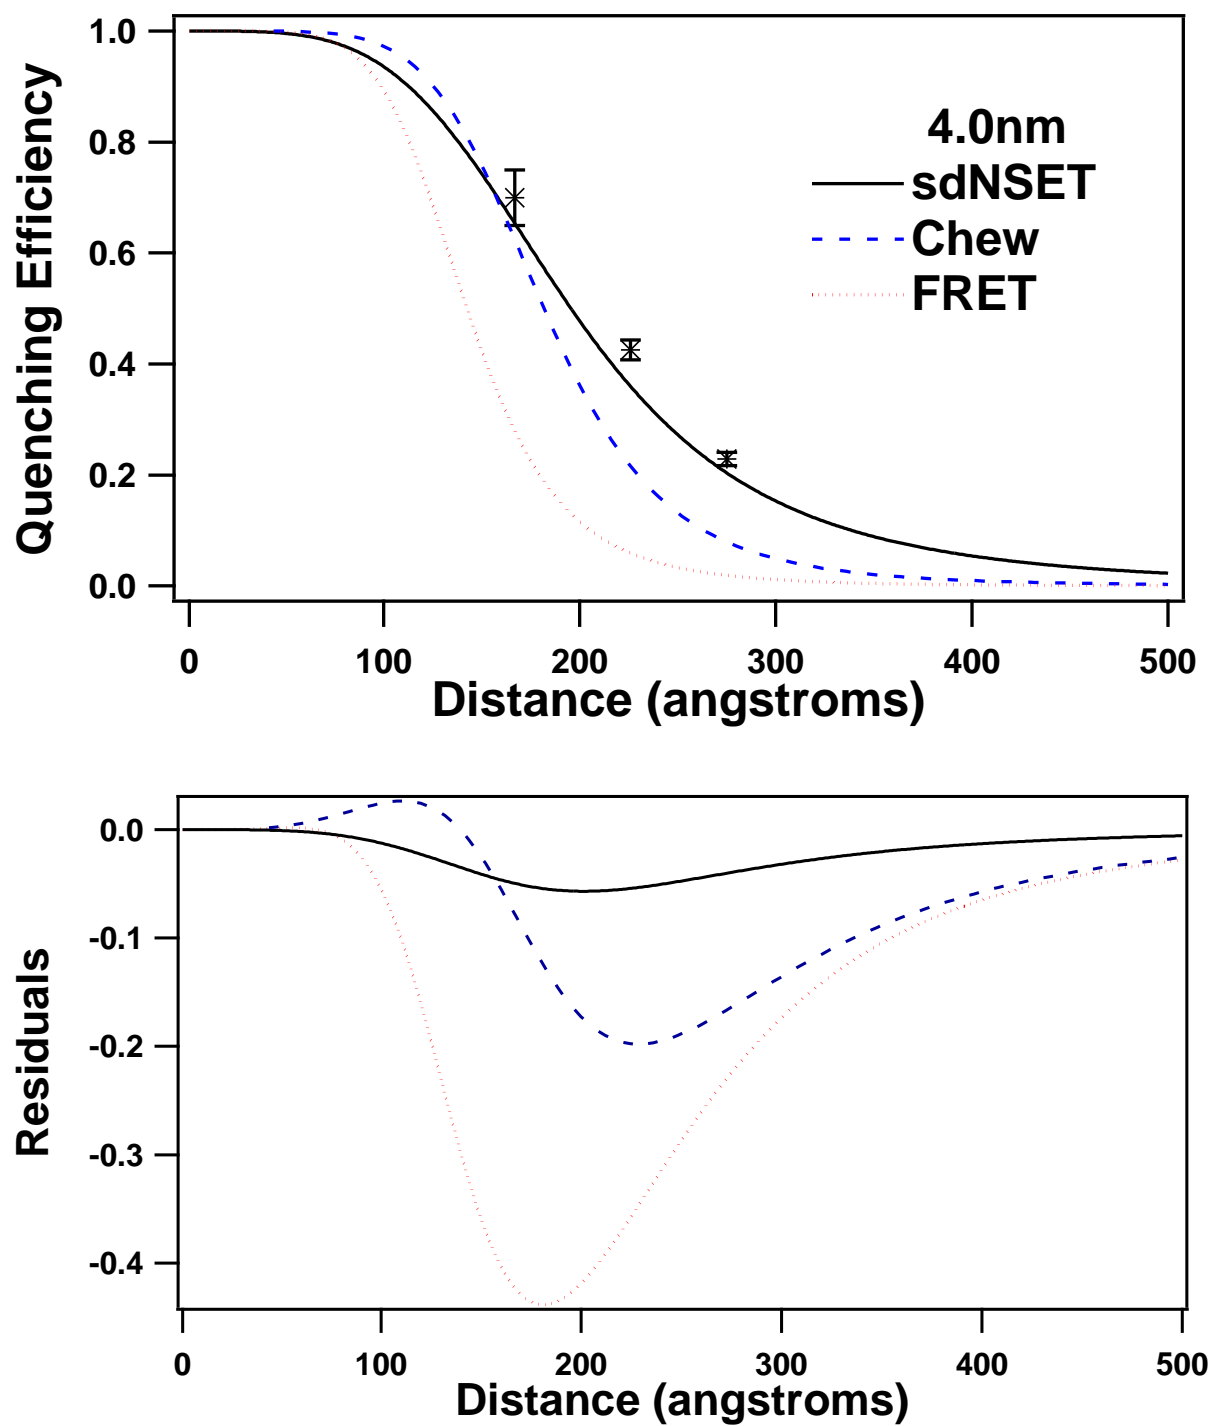 Quenching Efficiency
1.0
0.8
0.6
0.4
0.2
0.0
4.0nm
sdNSET
Chew
FRET
0 100 200 300 400 500
Distance (angstroms)
Residuals
0.0
-0.1
-0.2
-0.3
-0.4
0 100 200 300 400 500
Distance (angstroms)